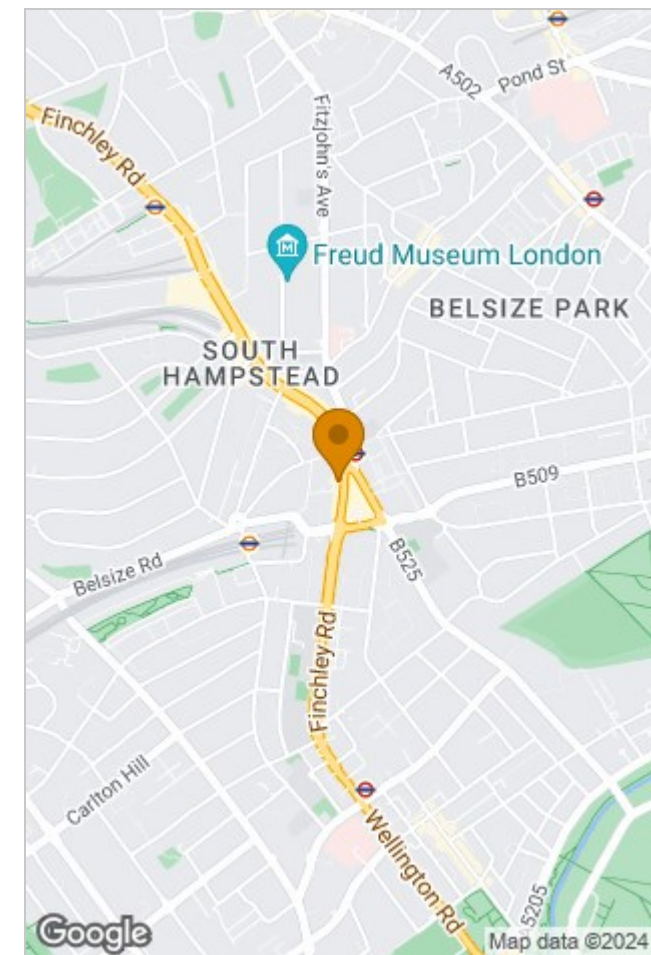 A502
Pond St
Finchley Rd
Fitzjohn's Ave
Freud Museum London
BELSIZE PARK
SOUTH
HAMPSTEAD
B509
Belsize Rd
B525
Finchley Rd
Carlton Hill
Wellington Rd
A5205
Google
Map data ©2024